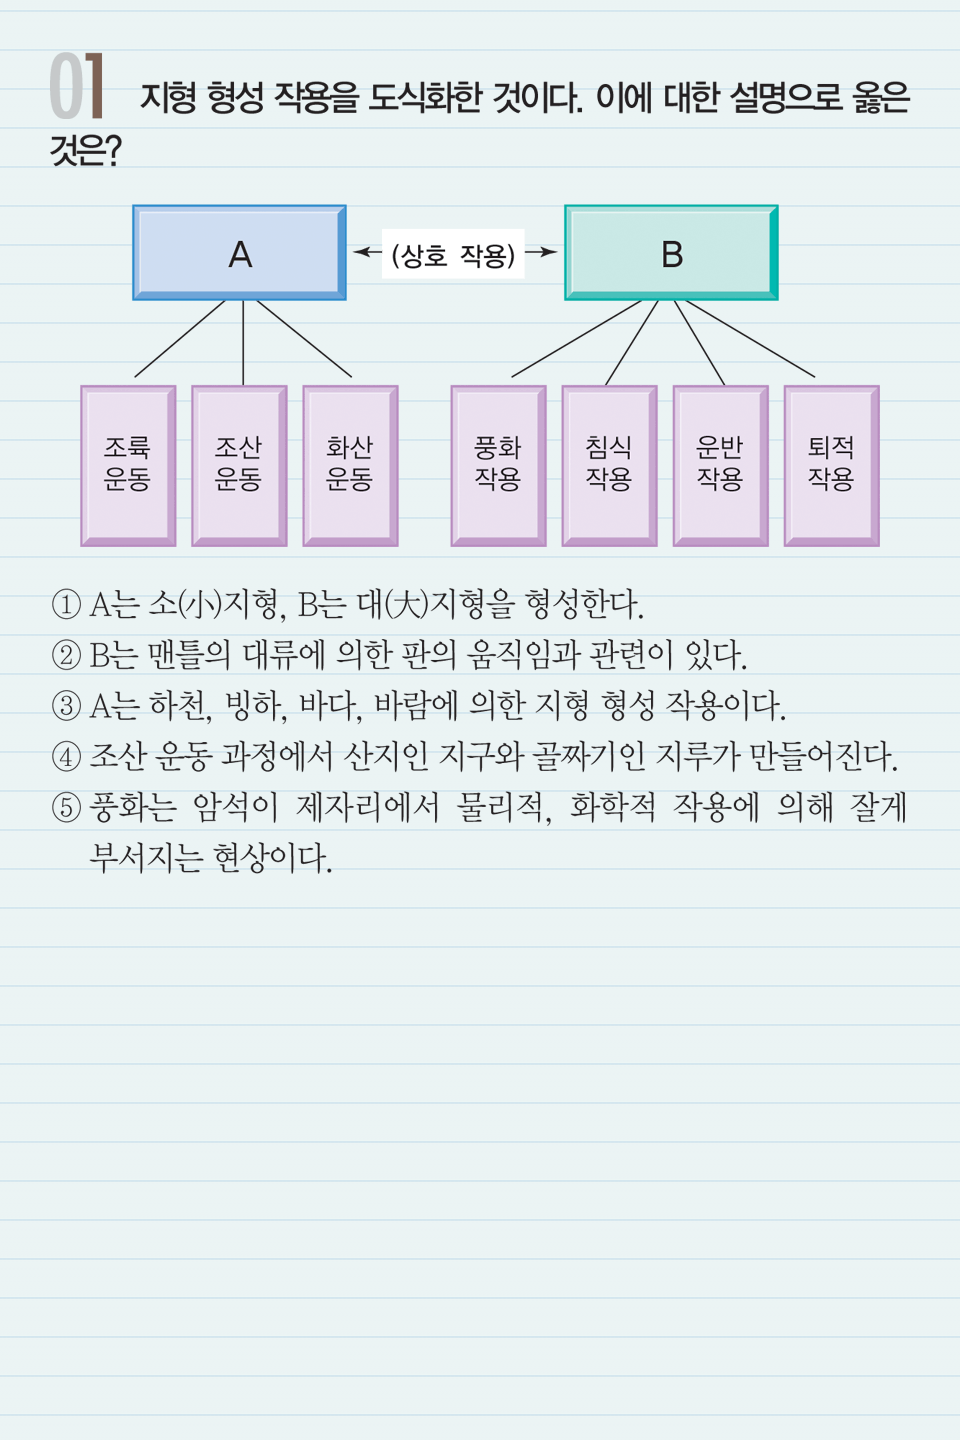 01 지형 형성 작용을 도식화한 것이다. 이에 대한 설명으로 옳은
것은?
A (상호 작용) B
조륙 조산 화산 풍화 침식 운반 퇴적
운동 운동 운동 작용 작용 작용 작용
① A는 소(小)지형, B는 대(大)지형을 형성한다.
② B는 맨틀의 대류에 의한 판의 움직임과 관련이 있다.
③ A는 하천, 빙하, 바다, 바람에 의한 지형 형성 작용이다.
④ 조산 운동 과정에서 산지인 지구와 골짜기인 지루가 만들어진다.
⑤ 풍화는 암석이 제자리에서 물리적, 화학적 작용에 의해 잘게
부서지는 현상이다.